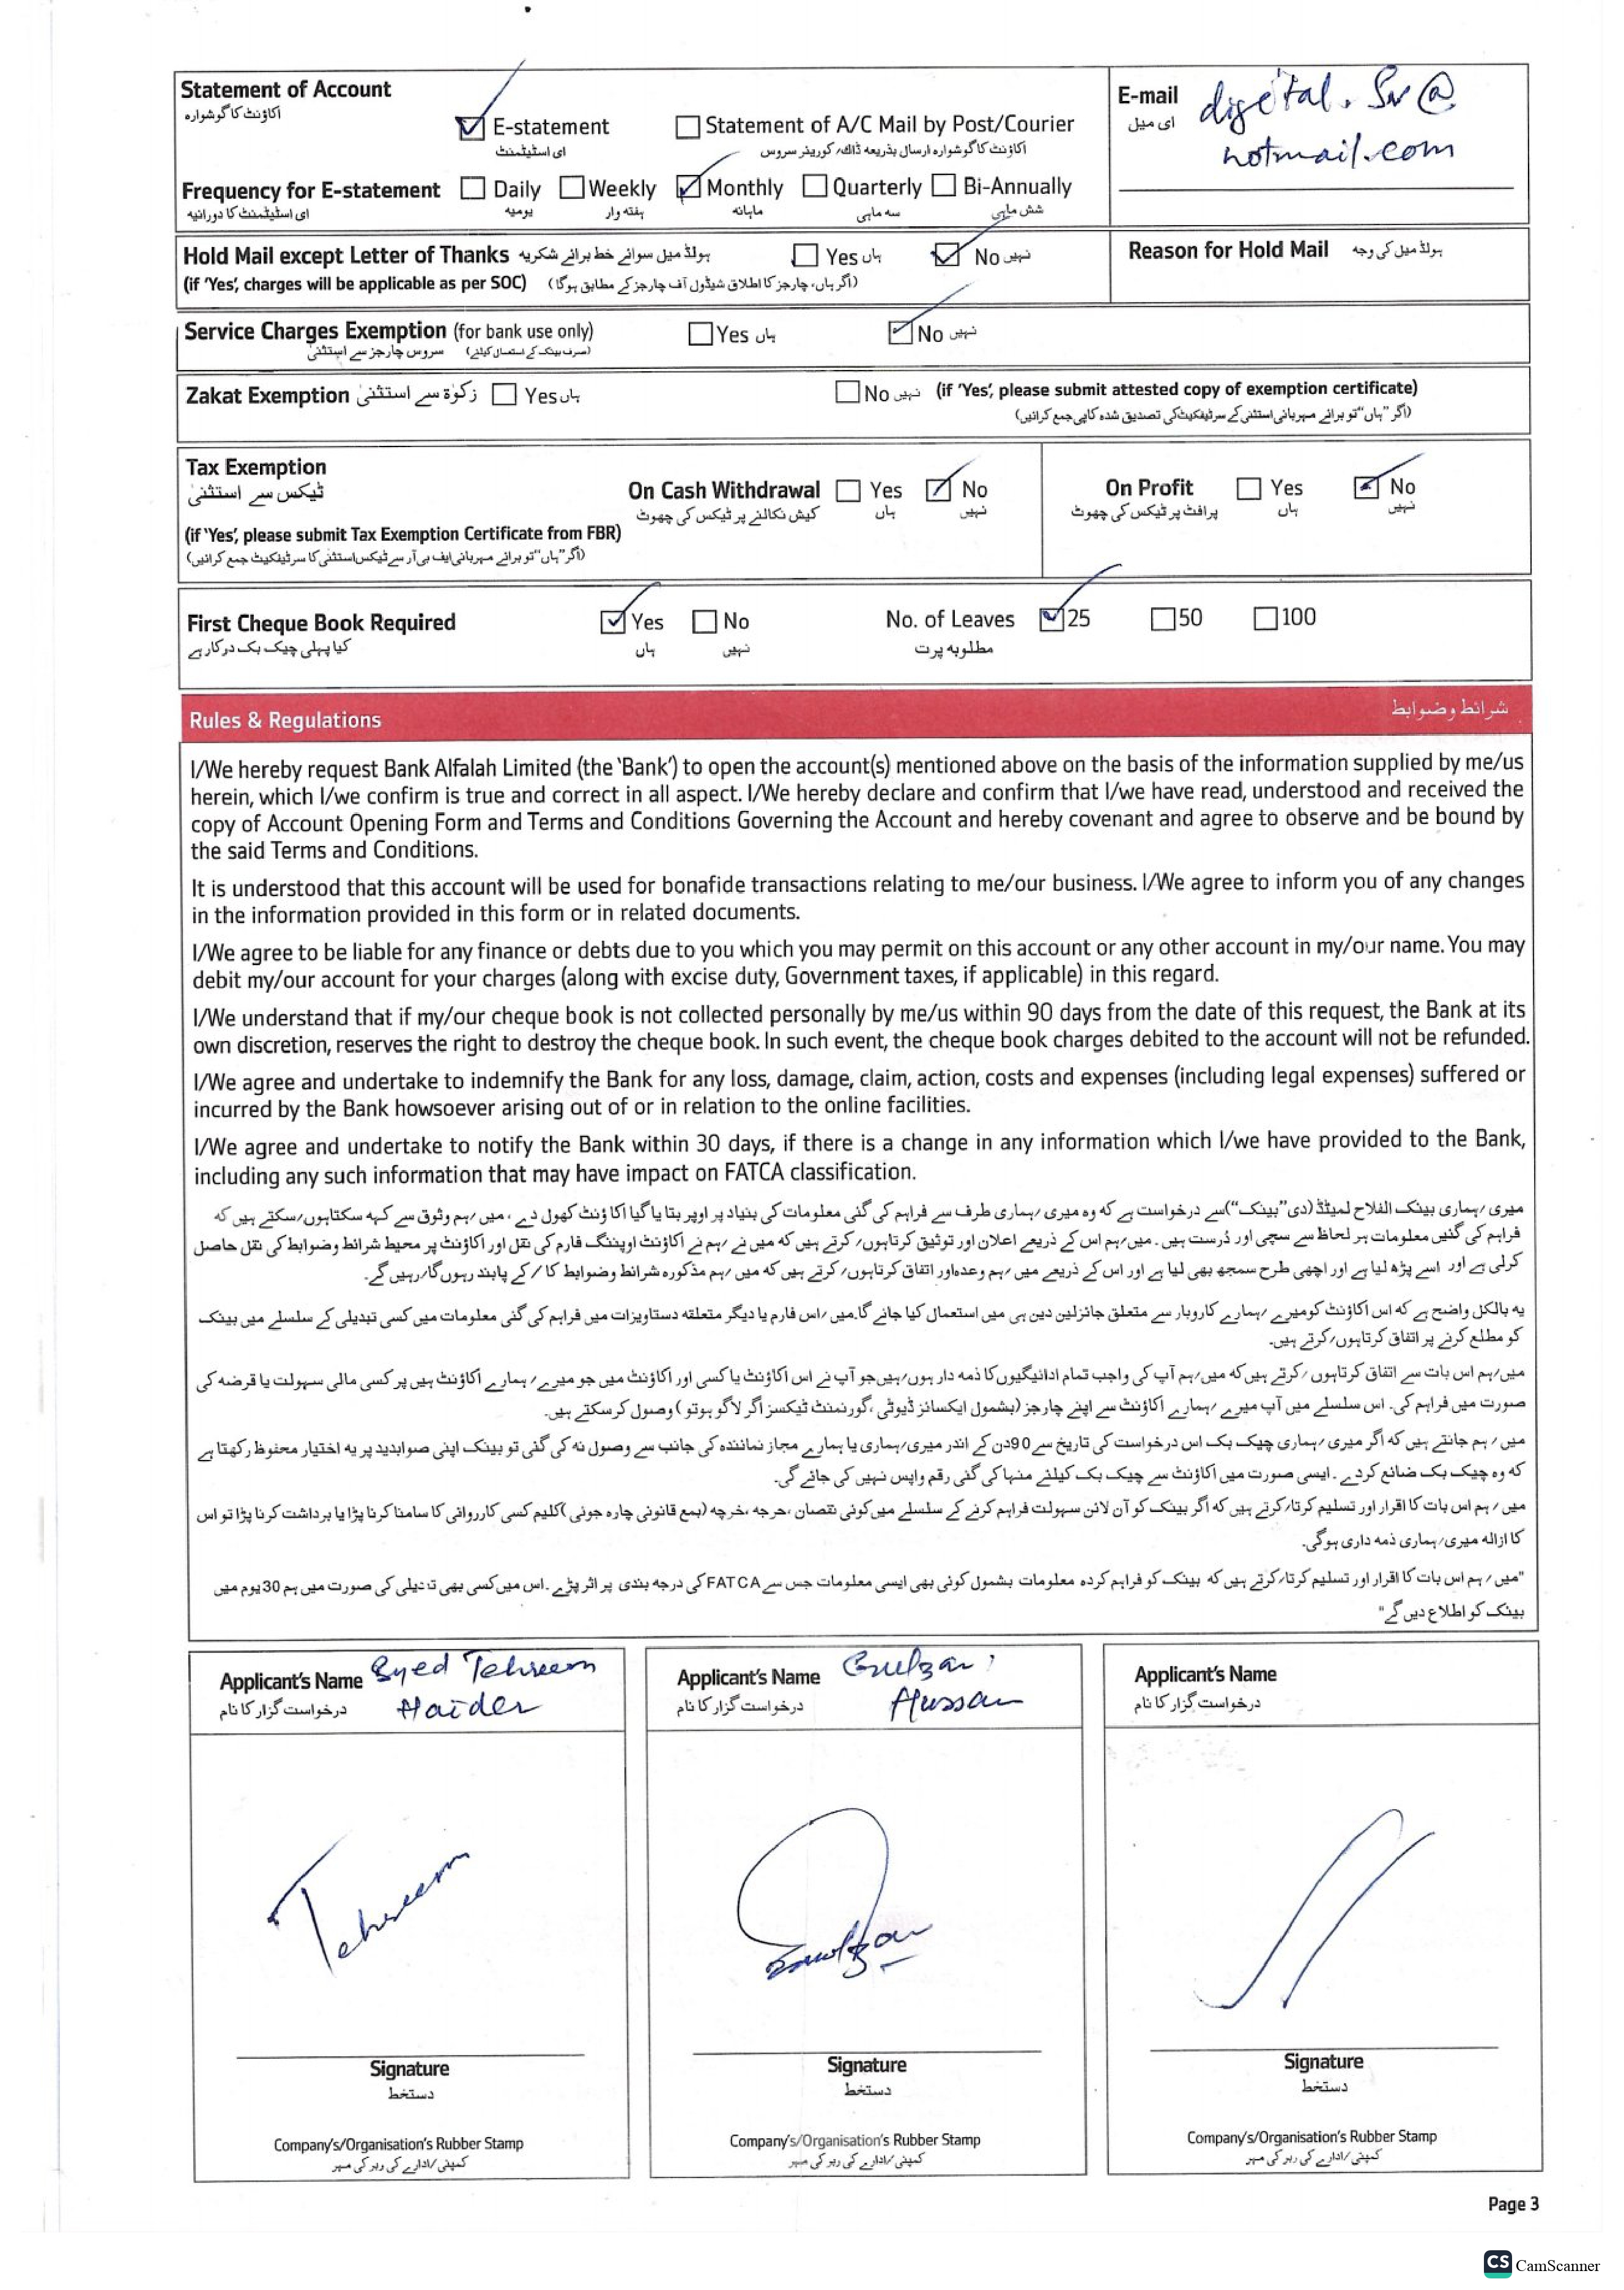 Statement of Account
اکاؤنٹ کا گوشوارہ
E-statement
ای اسٹیٹمنٹ
Statement of A/C Mail by Post/Courier
اکاؤنٹ کا گوشوارہ ارسال بذریعہ ڈاک/کوریئر سروس
E-mail
ای میل
digital.Sw@
hotmail.com
Frequency for E-statement Daily Weekly Monthly Quarterly Bi-Annually
ای اسٹیٹمنٹ کا دورانیہ یومیہ ہفتہ وار ماہانہ سہ ماہی شش ماہی
Hold Mail except Letter of Thanks ہولڈ میل سوائے خط برائے شکریہ Yes ہاں No نہیں
(if 'Yes', charges will be applicable as per SOC) (اگر ہاں، چارجز کا اطلاق شیڈول آف چارجز کے مطابق ہوگا)
Reason for Hold Mail ہولڈ میل کی وجہ
Service Charges Exemption (for bank use only) Yes ہاں No نہیں
سروس چارجز سے استثنیٰ (صرف بینک کے استعمال کیلئے)
Zakat Exemption زکوٰة سے استثنیٰ Yes ہاں No نہیں (if 'Yes', please submit attested copy of exemption certificate)
(اگر "ہاں" تو برائے مہربانی استثنیٰ کے سرٹیفکیٹ کی تصدیق شدہ کاپی جمع کرائیں)
Tax Exemption
ٹیکس سے استثنیٰ
On Cash Withdrawal Yes No
کیش نکالنے پر ٹیکس کی چھوٹ ہاں نہیں
On Profit Yes No
پرافٹ پر ٹیکس کی چھوٹ ہاں نہیں
(if 'Yes', please submit Tax Exemption Certificate from FBR)
(اگر "ہاں" تو برائے مہربانی ایف بی آر سے ٹیکس استثنیٰ کا سرٹیفکیٹ جمع کرائیں)
First Cheque Book Required Yes No No. of Leaves 25 50 100
کیا پہلی چیک بک درکار ہے ہاں نہیں مطلوبہ پرت
Rules & Regulations شرائط وضوابط
I/We hereby request Bank Alfalah Limited (the 'Bank') to open the account(s) mentioned above on the basis of the information supplied by me/us
herein, which I/we confirm is true and correct in all aspect. I/We hereby declare and confirm that I/we have read, understood and received the
copy of Account Opening Form and Terms and Conditions Governing the Account and hereby covenant and agree to observe and be bound by
the said Terms and Conditions.
It is understood that this account will be used for bonafide transactions relating to me/our business. I/We agree to inform you of any changes
in the information provided in this form or in related documents.
I/We agree to be liable for any finance or debts due to you which you may permit on this account or any other account in my/our name. You may
debit my/our account for your charges (along with excise duty, Government taxes, if applicable) in this regard.
I/We understand that if my/our cheque book is not collected personally by me/us within 90 days from the date of this request, the Bank at its
own discretion, reserves the right to destroy the cheque book. In such event, the cheque book charges debited to the account will not be refunded.
I/We agree and undertake to indemnify the Bank for any loss, damage, claim, action, costs and expenses (including legal expenses) suffered or
incurred by the Bank howsoever arising out of or in relation to the online facilities.
I/We agree and undertake to notify the Bank within 30 days, if there is a change in any information which I/we have provided to the Bank,
including any such information that may have impact on FATCA classification.
میری/ہماری بینک الفلاح لمیٹڈ (دی "بینک") سے درخواست ہے کہ وہ میری/ہماری طرف سے فراہم کی گئی معلومات کی بنیاد پر اوپر بتایا گیا اکاؤنٹ کھول دے، میں/ہم وثوق سے کہہ سکتا ہوں/سکتے ہیں کہ
فراہم کی گئیں معلومات ہر لحاظ سے سچی اور دُرست ہیں۔ میں/ہم اس کے ذریعے اعلان اور توثیق کرتا ہوں/کرتے ہیں کہ میں نے/ہم نے اکاؤنٹ اوپننگ فارم کی نقل اور اکاؤنٹ پر محیط شرائط وضوابط کی نقل حاصل
کرلی ہے اور اسے پڑھ لیا ہے اور اچھی طرح سمجھ بھی لیا ہے اور اس کے ذریعے میں/ہم وعدہ اور اتفاق کرتا ہوں/کرتے ہیں کہ میں/ہم مذکورہ شرائط وضوابط کا/کے پابند رہوں گا/رہیں گے۔
یہ بالکل واضح ہے کہ اس اکاؤنٹ کو میرے/ہمارے کاروبار سے متعلق جائز لین دین ہی میں استعمال کیا جائے گا۔ میں/اس فارم یا دیگر متعلقہ دستاویزات میں فراہم کی گئی معلومات میں کسی تبدیلی کے سلسلے میں بینک
کو مطلع کرنے پر اتفاق کرتا ہوں/کرتے ہیں۔
میں/ہم اس بات سے اتفاق کرتا ہوں/کرتے ہیں کہ میں/ہم آپ کی واجب تمام ادائیگیوں کا ذمہ دار ہوں/ہیں جو آپ نے اس اکاؤنٹ یا کسی اور اکاؤنٹ میں جو میرے/ہمارے اکاؤنٹ ہیں پر کسی مالی سہولت یا قرضہ کی
صورت میں فراہم کی۔ اس سلسلے میں آپ میرے/ہمارے اکاؤنٹ سے اپنے چارجز (بشمول ایکسائز ڈیوٹی، گورنمنٹ ٹیکسز اگر لاگو ہو تو) وصول کر سکتے ہیں۔
میں/ہم جانتے ہیں کہ اگر میری/ہماری چیک بک اس درخواست کی تاریخ سے 90 دن کے اندر میری/ہماری یا ہمارے مجاز نمائندہ کی جانب سے وصول نہ کی گئی تو بینک اپنی صوابدید پر یہ اختیار محفوظ رکھتا ہے
کہ وہ چیک بک ضائع کردے۔ ایسی صورت میں اکاؤنٹ سے چیک بک کیلئے منہا کی گئی رقم واپس نہیں کی جائے گی۔
میں/ہم اس بات کا اقرار اور تسلیم کرتا/کرتے ہیں کہ اگر بینک کو آن لائن سہولت فراہم کرنے کے سلسلے میں کوئی نقصان، حرجہ، خرچہ (بمع قانونی چارہ جوئی) کلیم کسی کارروائی کا سامنا کرنا پڑا یا برداشت کرنا پڑا تو اس
کا ازالہ میری/ہماری ذمہ داری ہوگی۔
"میں/ہم اس بات کا اقرار اور تسلیم کرتا/کرتے ہیں کہ بینک کو فراہم کردہ معلومات بشمول کوئی بھی ایسی معلومات جس سے FATCA کی درجہ بندی پر اثر پڑے۔ اس میں کسی بھی تبدیلی کی صورت میں ہم 30 یوم میں
بینک کو اطلاع دیں گے"
Applicant's Name Syed Tehreem
درخواست گزار کا نام Haider
Applicant's Name Gulzar
درخواست گزار کا نام Hussain
Applicant's Name
درخواست گزار کا نام
Tehreem
Gulzar
Signature Signature Signature
دستخط دستخط دستخط
Company's/Organisation's Rubber Stamp Company's/Organisation's Rubber Stamp Company's/Organisation's Rubber Stamp
کمپنی/ادارے کی ربر کی مہر کمپنی/ادارے کی ربر کی مہر کمپنی/ادارے کی ربر کی مہر
Page 3
CS CamScanner